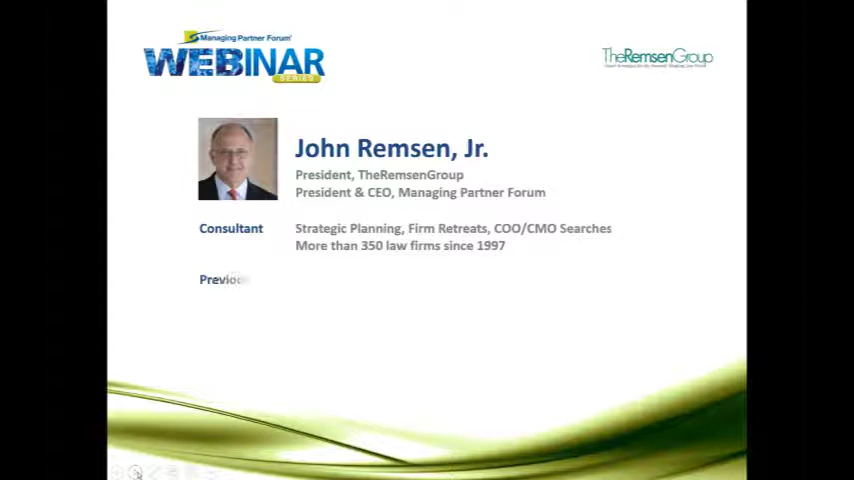 Managing Partner Forum
WEBINAR
SERIES
TheRemsenGroup
John Remsen, Jr.
President, TheRemsenGroup
President & CEO, Managing Partner Forum
Consultant
Strategic Planning, Firm Retreats, COO/CMO Searches
More than 350 law firms since 1997